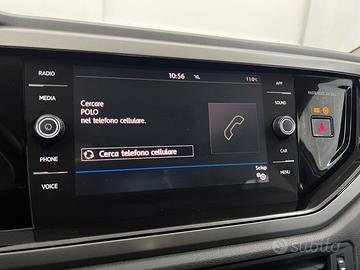 RADIO
MEDIA
PHONE
VOICE
10:56
11.0°C
Cercare
POLO
nel telefono cellulare.
Cerca telefono cellulare
Setup
APP
SOUND
CAR
MENU
subito